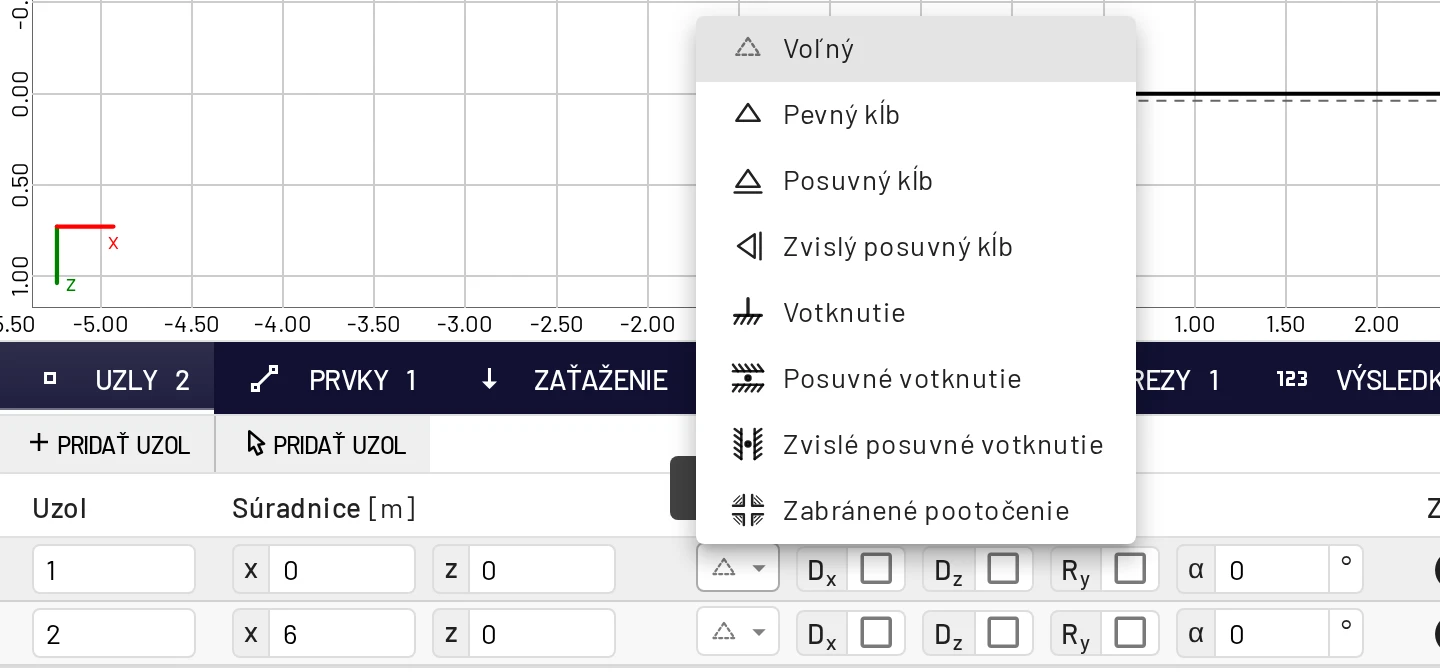 -0.
0.00
0.50
1.00
x
z
5.50 -5.00 -4.50 -4.00 -3.50 -3.00 -2.50 -2.00 1.00 1.50 2.00
Voľný
Pevný kĺb
Posuvný kĺb
Zvislý posuvný kĺb
Votknutie
Posuvné votknutie
Zvislé posuvné votknutie
Zabránené pootočenie
UZLY 2 PRVKY 1 ZAŤAŽENIE REZY 1 123 VÝSLEDK
+ PRIDAŤ UZOL PRIDAŤ UZOL
Uzol Súradnice [m] Z
1 x 0 z 0 Dx Dz Ry α 0 °
2 x 6 z 0 Dx Dz Ry α 0 °